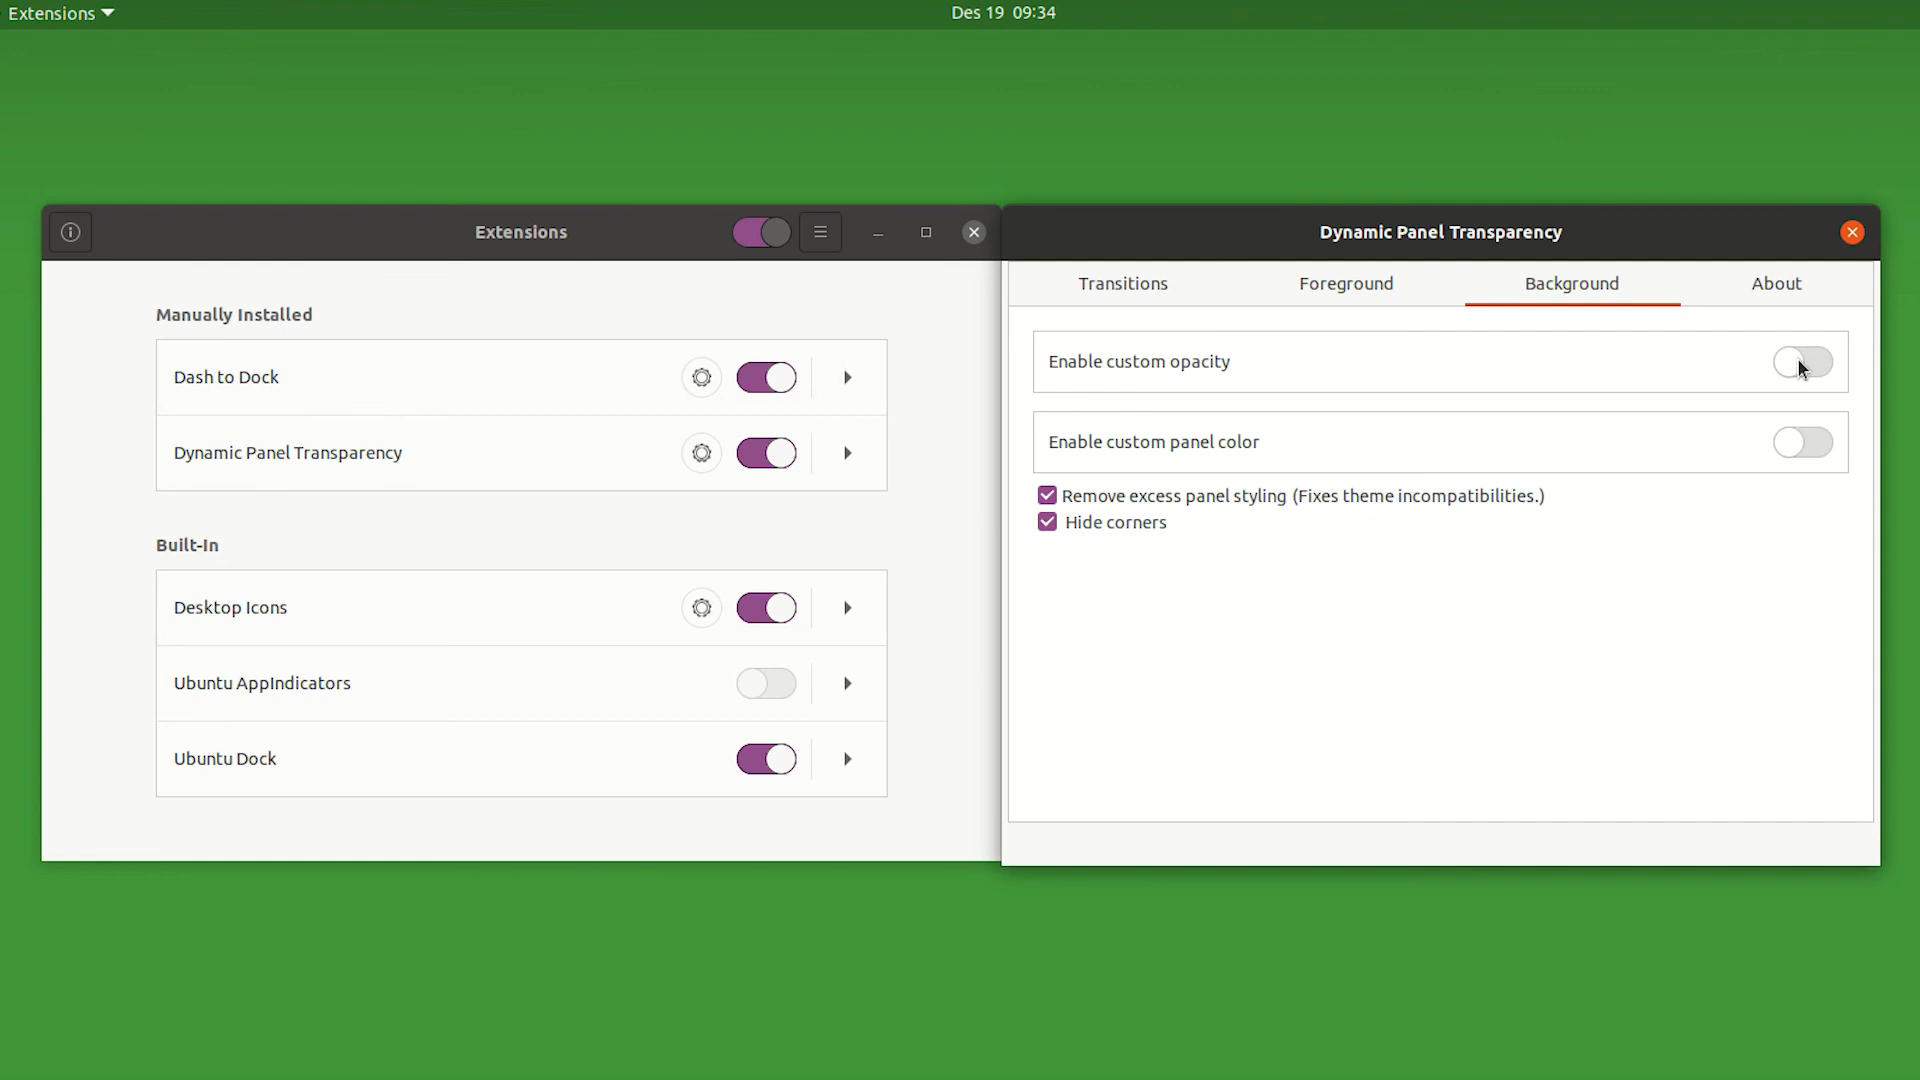 Extensions
Des 19 09:34
Extensions
Manually Installed
Dash to Dock
Dynamic Panel Transparency
Built-In
Desktop Icons
Ubuntu AppIndicators
Ubuntu Dock
Dynamic Panel Transparency
Transitions Foreground Background About
Enable custom opacity
Enable custom panel color
Remove excess panel styling (Fixes theme incompatibilities.)
Hide corners